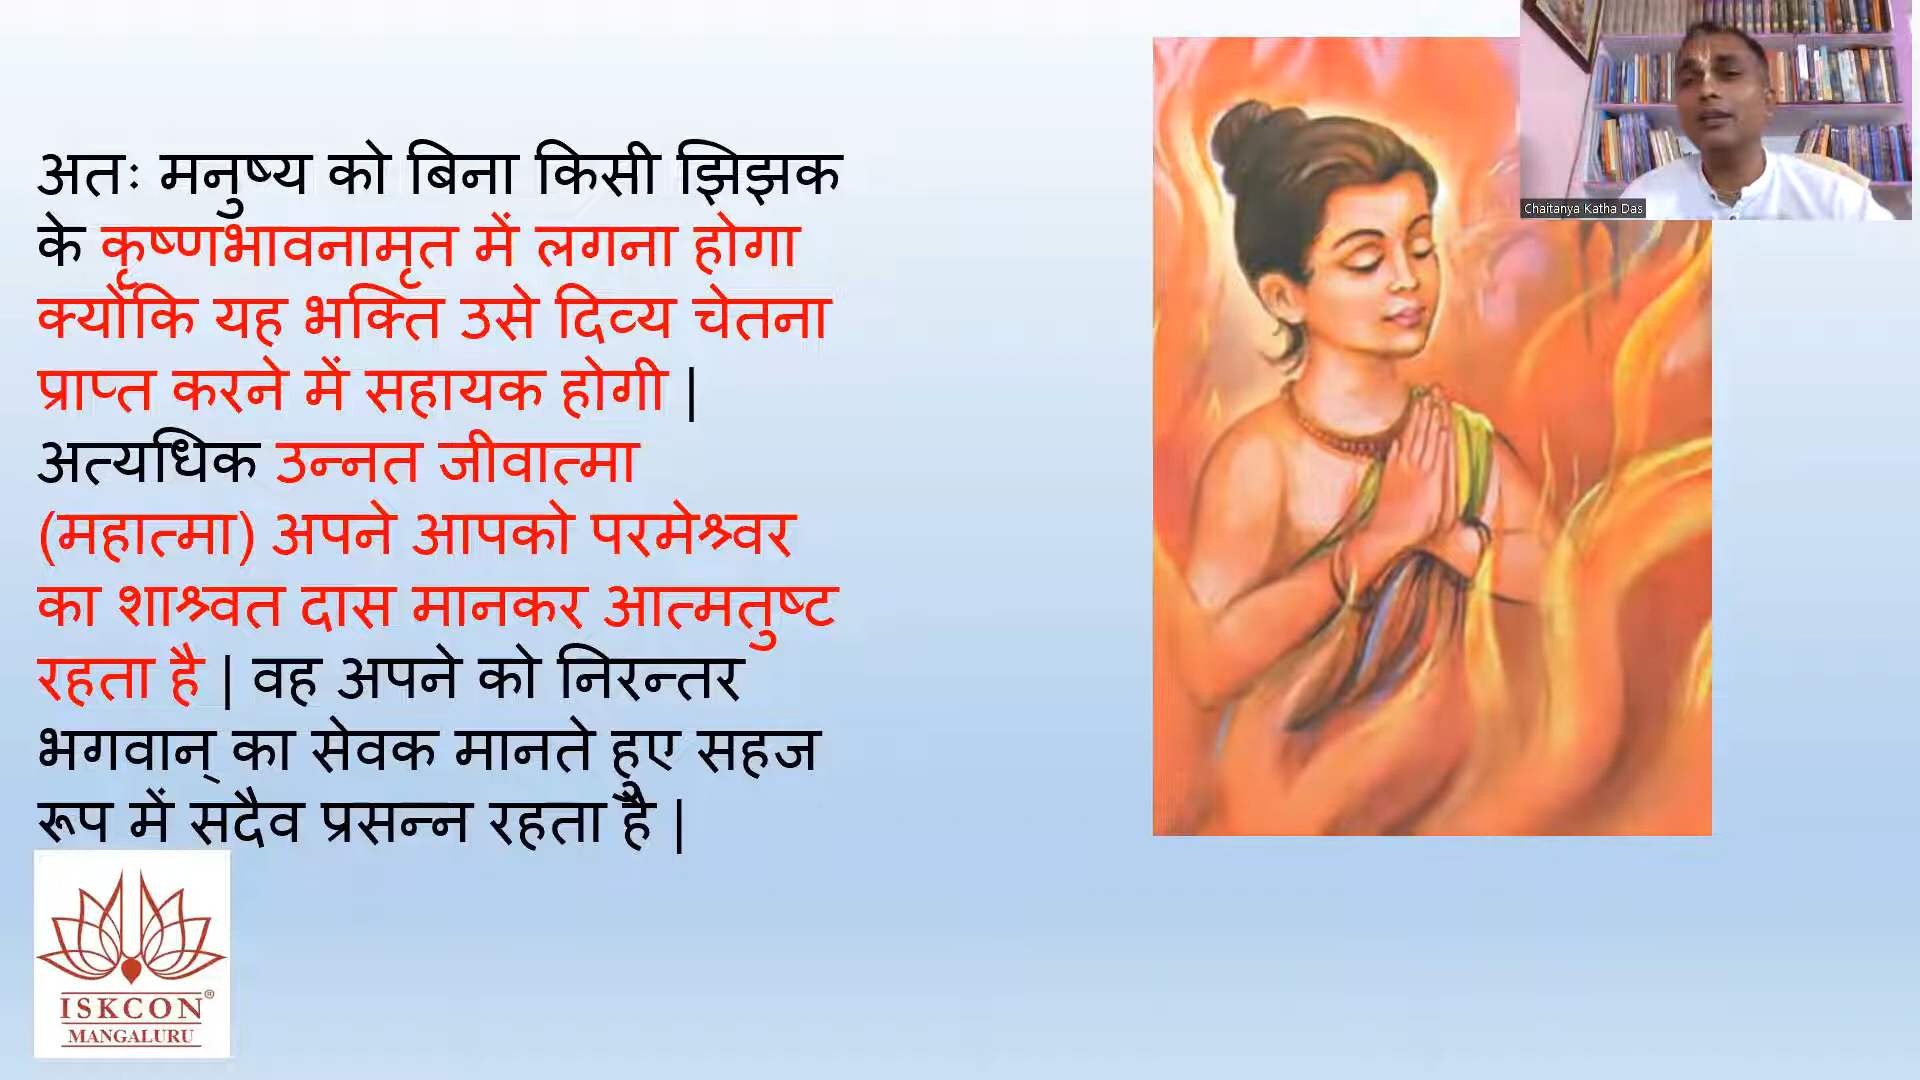 अतः मनुष्य को बिना किसी झिझक
के कृष्णभावनामृत में लगना होगा
क्योंकि यह भक्ति उसे दिव्य चेतना
प्राप्त करने में सहायक होगी |
अत्यधिक उन्नत जीवात्मा
(महात्मा) अपने आपको परमेश्र्वर
का शाश्र्वत दास मानकर आत्मतुष्ट
रहता है | वह अपने को निरन्तर
भगवान् का सेवक मानते हुए सहज
रूप में सदैव प्रसन्न रहता है |
Chaitanya Katha Das
ISKCON®
MANGALURU